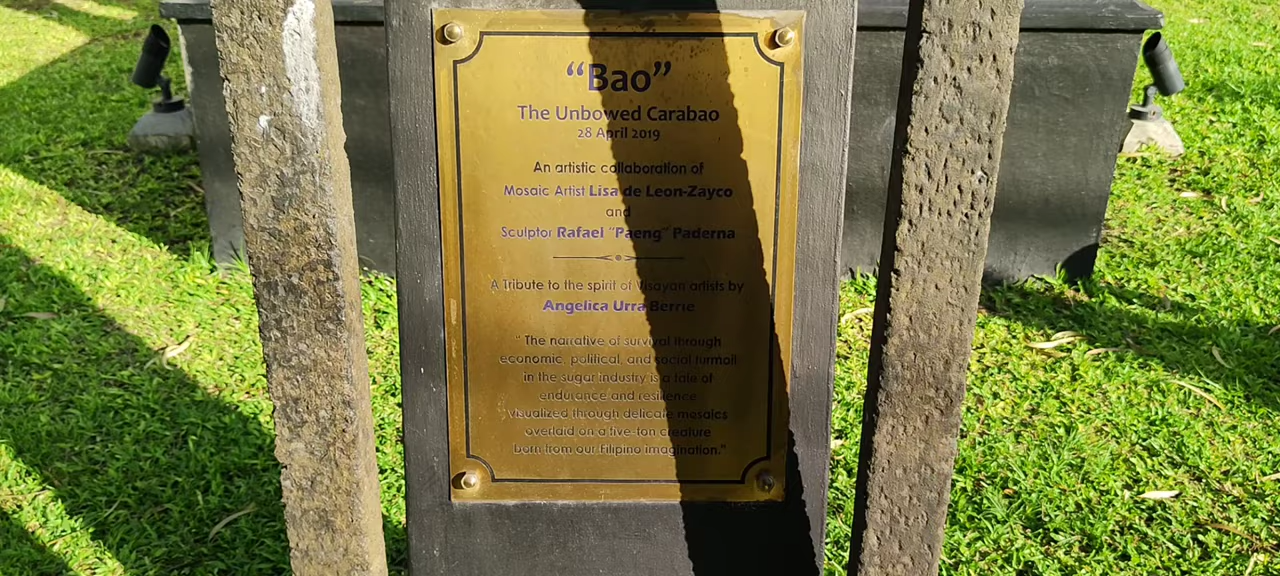 “Bao”
The Unbowed Carabao
28 April 2019
An artistic collaboration of
Mosaic Artist Lisa de Leon-Zayco
and
Sculptor Rafael “Paeng” Paderna
A Tribute to the spirit of Visayan artists by
Angelica Urra Berrie
“ The narrative of survival through
economic, political, and social turmoil
in the sugar industry is a tale of
endurance and resilience
visualized through delicate mosaics
overlaid on a five-ton creature
born from our Filipino imagination.”